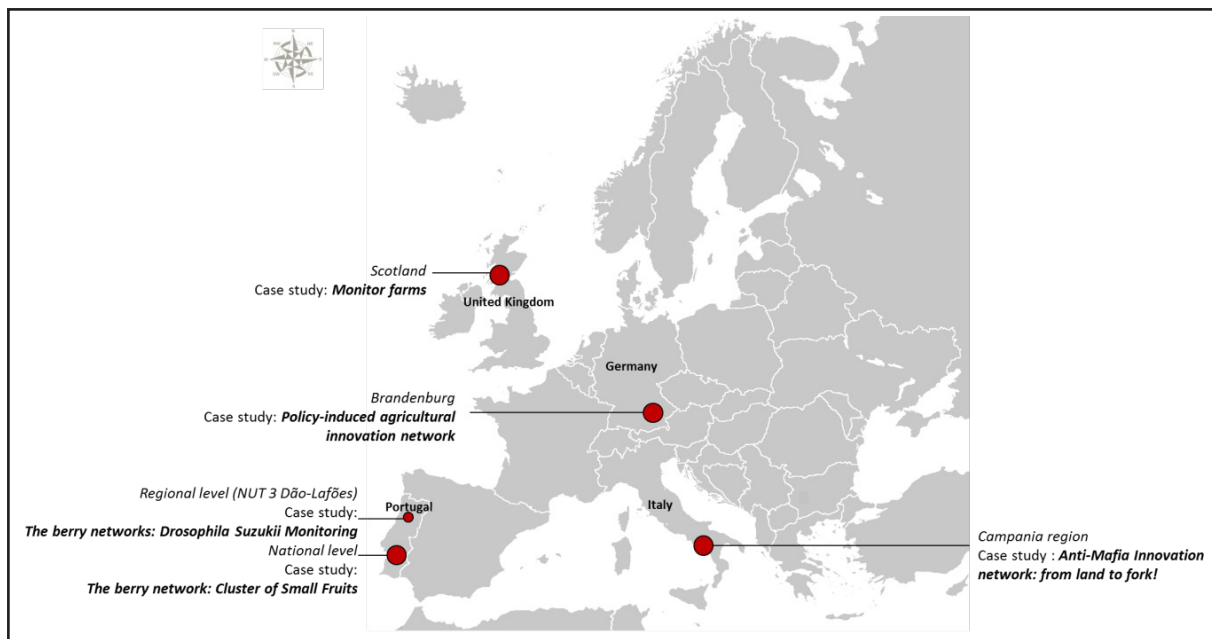 N
Scotland
Case study: Monitor farms
United Kingdom
Germany
Brandenburg
Case study: Policy-induced agricultural
innovation network
Regional level (NUT 3 Dão-Lafões)
Portugal
Case study:
The berry networks: Drosophila Suzukii Monitoring
National level
Case study:
The berry network: Cluster of Small Fruits
Italy
Campania region
Case study : Anti-Mafia Innovation
network: from land to fork!